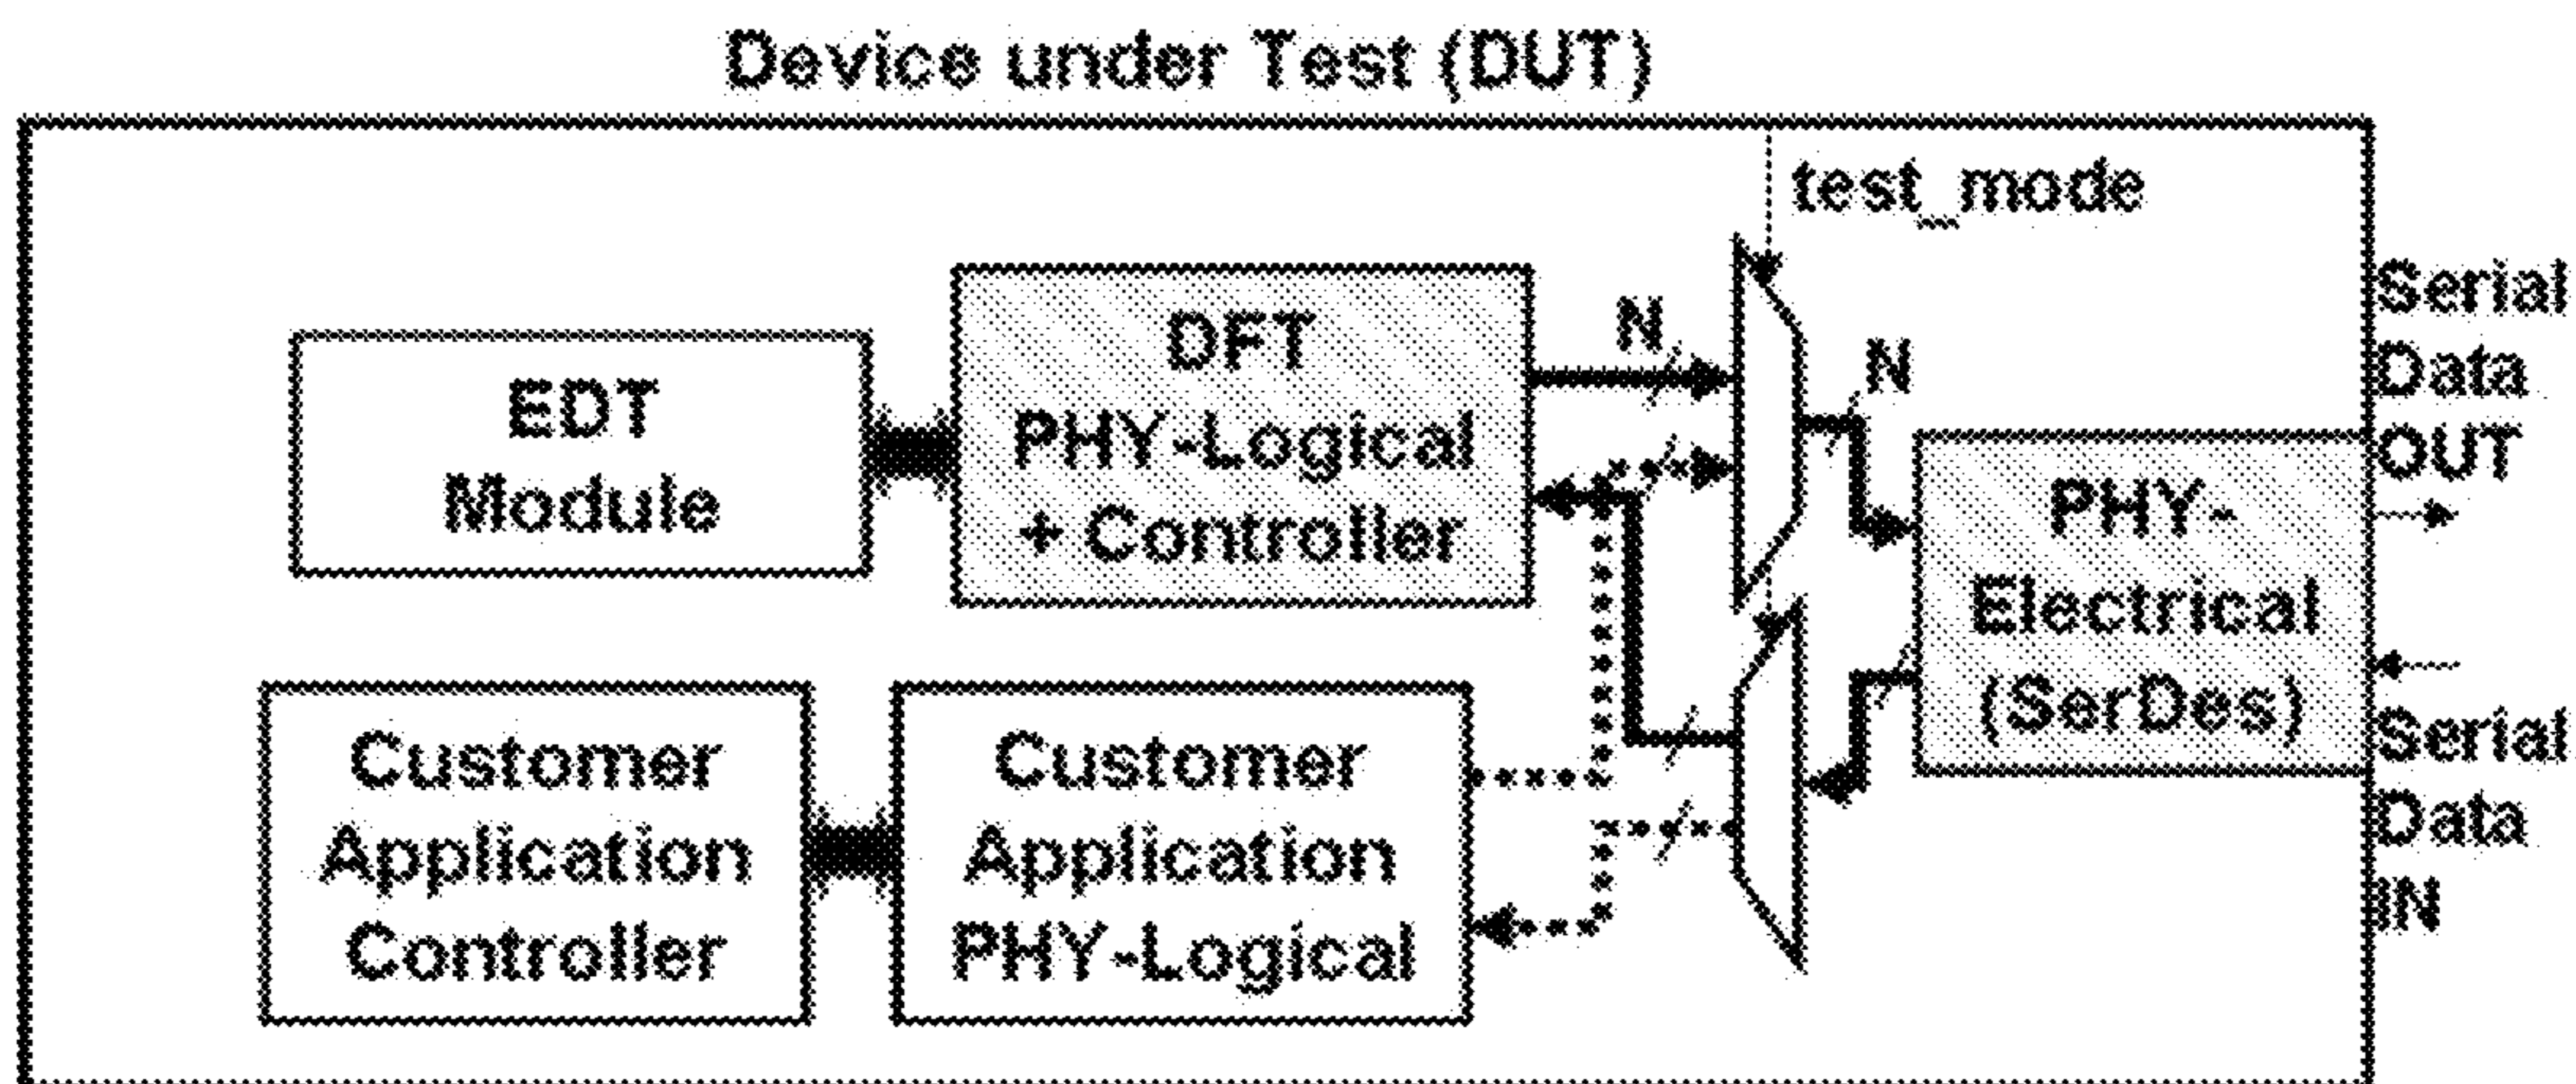 Device under Test (DUT)
test_mode
EDT
Module
DFT
PHY-Logical
+ Controller
N
N
PHY-
Electrical
(SerDes)
Serial
Data
OUT
Serial
Data
IN
Customer
Application
Controller
Customer
Application
PHY-Logical